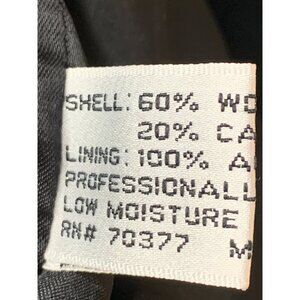 SHELL: 60% WO
20% CA
LINING: 100% A
PROFESSIONALL
LOW MOISTURE
RN# 70377 M